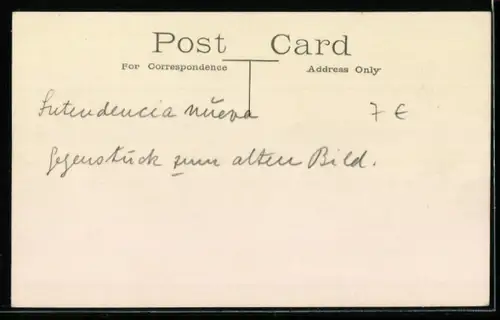 Post Card
For Correspondence Address Only
Intendencia nueva 7 €
Gegenstück zum alten Bild.